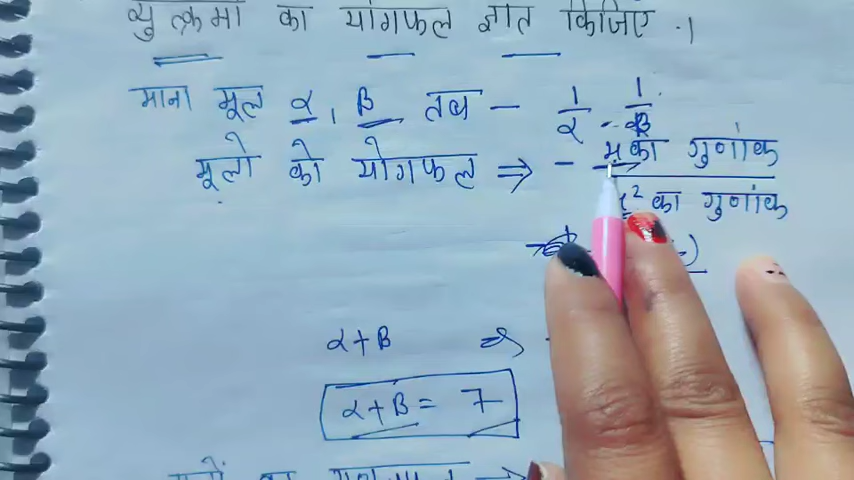 व्युत्क्रमों का योगफल ज्ञात किजिए ।
माना मूल α, β तब - 1/α, 1/β
मूलो को योगफल ⇒ - x का गुणांक / x² का गुणांक
α+β ⇒
α+β = 7